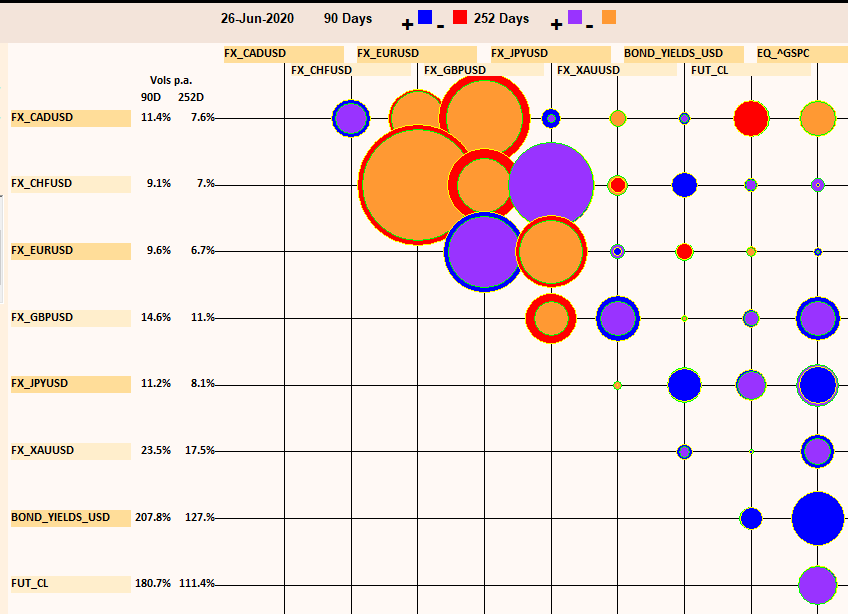 26-Jun-2020 90 Days + - 252 Days + -
FX_CADUSD FX_EURUSD FX_JPYUSD BOND_YIELDS_USD EQ_^GSPC
FX_CHFUSD FX_GBPUSD FX_XAUUSD FUT_CL
Vols p.a.
90D 252D
FX_CADUSD 11.4% 7.6%
FX_CHFUSD 9.1% 7.%
FX_EURUSD 9.6% 6.7%
FX_GBPUSD 14.6% 11.%
FX_JPYUSD 11.2% 8.1%
FX_XAUUSD 23.5% 17.5%
BOND_YIELDS_USD 207.8% 127.%
FUT_CL 180.7% 111.4%